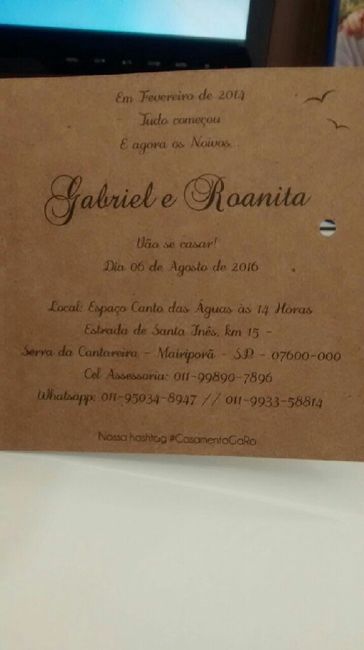 Em Fevereiro de 2014
Tudo começou
E agora os Noivos...
Gabriel e Roanita
Vão se casar!
Dia 06 de Agosto de 2016
Local: Espaço Canto das Águas às 14 Horas
Estrada de Santa Inês, km 15 -
Serra da Cantareira - Mairiporã - SP - 07600-000
Cel Assessoria: 011-99890-7896
Whatsapp: 011-95034-8947 // 011-9933-58814
Nossa hashtag #CasamentoGaRo